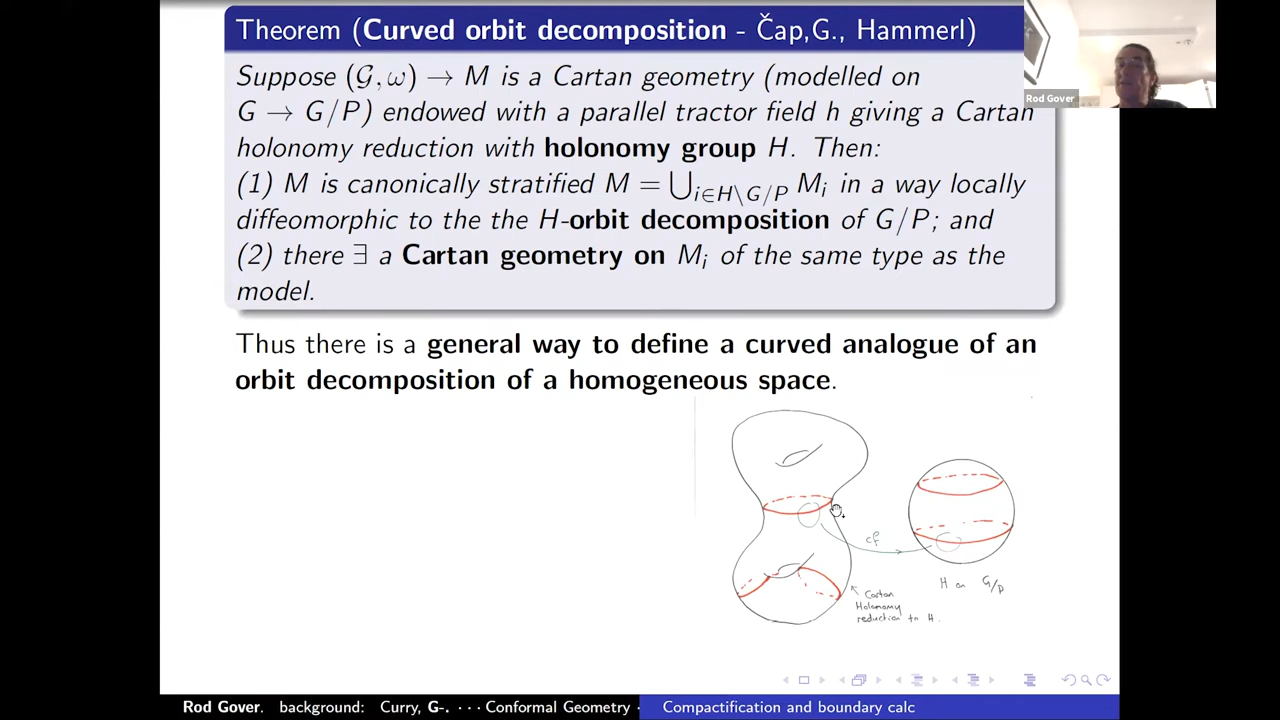 Theorem (Curved orbit decomposition - Čap,G., Hammerl)
Rod Gover
Suppose (𝒢, ω) → M is a Cartan geometry (modelled on
G → G/P) endowed with a parallel tractor field h giving a Cartan
holonomy reduction with holonomy group H. Then:
(1) M is canonically stratified M = ⋃_{i∈H\G/P} M_i in a way locally
diffeomorphic to the the H-orbit decomposition of G/P; and
(2) there ∃ a Cartan geometry on M_i of the same type as the
model.
Thus there is a general way to define a curved analogue of an
orbit decomposition of a homogeneous space.
cf
H on G/P
Cartan
Holonomy
reduction to H.
Rod Gover. background: Curry, G-. ··· Conformal Geometry · Compactification and boundary calc